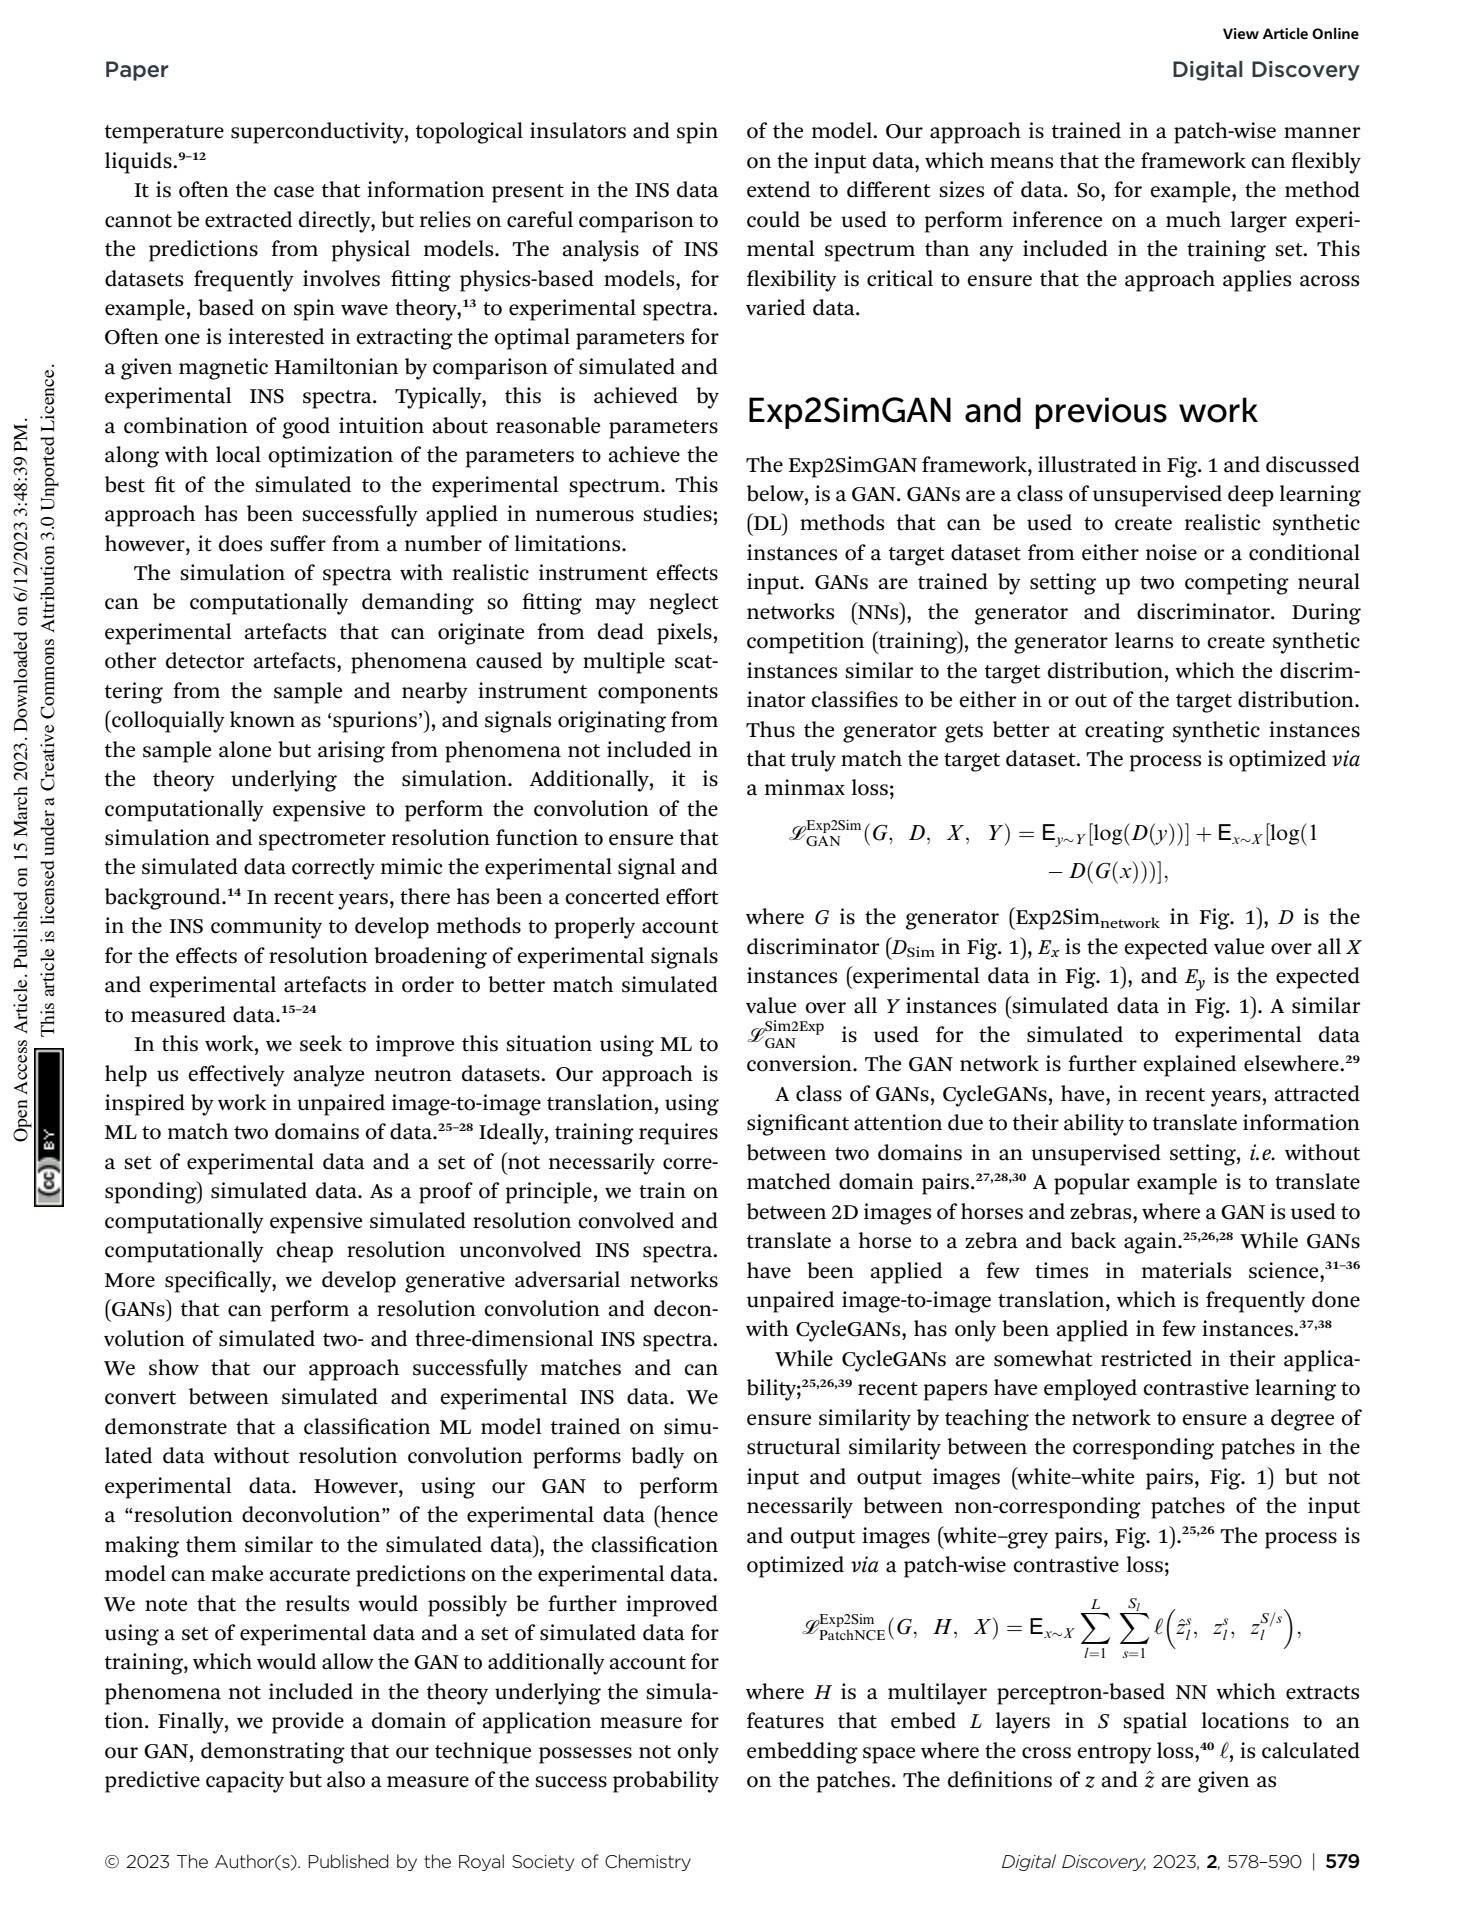 View Article Online
Paper
Digital Discovery
temperature superconductivity, topological insulators and spin
liquids.9–12
It is often the case that information present in the INS data
cannot be extracted directly, but relies on careful comparison to
the predictions from physical models. The analysis of INS
datasets frequently involves fitting physics-based models, for
example, based on spin wave theory,13 to experimental spectra.
Often one is interested in extracting the optimal parameters for
a given magnetic Hamiltonian by comparison of simulated and
experimental INS spectra. Typically, this is achieved by
a combination of good intuition about reasonable parameters
along with local optimization of the parameters to achieve the
best fit of the simulated to the experimental spectrum. This
approach has been successfully applied in numerous studies;
however, it does suffer from a number of limitations.
The simulation of spectra with realistic instrument effects
can be computationally demanding so fitting may neglect
experimental artefacts that can originate from dead pixels,
other detector artefacts, phenomena caused by multiple scat-
tering from the sample and nearby instrument components
(colloquially known as ‘spurions’), and signals originating from
the sample alone but arising from phenomena not included in
the theory underlying the simulation. Additionally, it is
computationally expensive to perform the convolution of the
simulation and spectrometer resolution function to ensure that
the simulated data correctly mimic the experimental signal and
background.14 In recent years, there has been a concerted effort
in the INS community to develop methods to properly account
for the effects of resolution broadening of experimental signals
and experimental artefacts in order to better match simulated
to measured data.15–24
In this work, we seek to improve this situation using ML to
help us effectively analyze neutron datasets. Our approach is
inspired by work in unpaired image-to-image translation, using
ML to match two domains of data.25–28 Ideally, training requires
a set of experimental data and a set of (not necessarily corre-
sponding) simulated data. As a proof of principle, we train on
computationally expensive simulated resolution convolved and
computationally cheap resolution unconvolved INS spectra.
More specifically, we develop generative adversarial networks
(GANs) that can perform a resolution convolution and decon-
volution of simulated two- and three-dimensional INS spectra.
We show that our approach successfully matches and can
convert between simulated and experimental INS data. We
demonstrate that a classification ML model trained on simu-
lated data without resolution convolution performs badly on
experimental data. However, using our GAN to perform
a “resolution deconvolution” of the experimental data (hence
making them similar to the simulated data), the classification
model can make accurate predictions on the experimental data.
We note that the results would possibly be further improved
using a set of experimental data and a set of simulated data for
training, which would allow the GAN to additionally account for
phenomena not included in the theory underlying the simula-
tion. Finally, we provide a domain of application measure for
our GAN, demonstrating that our technique possesses not only
predictive capacity but also a measure of the success probability
of the model. Our approach is trained in a patch-wise manner
on the input data, which means that the framework can flexibly
extend to different sizes of data. So, for example, the method
could be used to perform inference on a much larger experi-
mental spectrum than any included in the training set. This
flexibility is critical to ensure that the approach applies across
varied data.
Exp2SimGAN and previous work
The Exp2SimGAN framework, illustrated in Fig. 1 and discussed
below, is a GAN. GANs are a class of unsupervised deep learning
(DL) methods that can be used to create realistic synthetic
instances of a target dataset from either noise or a conditional
input. GANs are trained by setting up two competing neural
networks (NNs), the generator and discriminator. During
competition (training), the generator learns to create synthetic
instances similar to the target distribution, which the discrim-
inator classifies to be either in or out of the target distribution.
Thus the generator gets better at creating synthetic instances
that truly match the target dataset. The process is optimized via
a minmax loss;
ℒ_GAN^Exp2Sim(G, D, X, Y) = E_y∼Y[log(D(y))] + E_x∼X[log(1
− D(G(x)))],
where G is the generator (Exp2Sim_network in Fig. 1), D is the
discriminator (D_Sim in Fig. 1), E_x is the expected value over all X
instances (experimental data in Fig. 1), and E_y is the expected
value over all Y instances (simulated data in Fig. 1). A similar
ℒ_GAN^Sim2Exp is used for the simulated to experimental data
conversion. The GAN network is further explained elsewhere.29
A class of GANs, CycleGANs, have, in recent years, attracted
significant attention due to their ability to translate information
between two domains in an unsupervised setting, i.e. without
matched domain pairs.27,28,30 A popular example is to translate
between 2D images of horses and zebras, where a GAN is used to
translate a horse to a zebra and back again.25,26,28 While GANs
have been applied a few times in materials science,31–36
unpaired image-to-image translation, which is frequently done
with CycleGANs, has only been applied in few instances.37,38
While CycleGANs are somewhat restricted in their applica-
bility;25,26,39 recent papers have employed contrastive learning to
ensure similarity by teaching the network to ensure a degree of
structural similarity between the corresponding patches in the
input and output images (white–white pairs, Fig. 1) but not
necessarily between non-corresponding patches of the input
and output images (white–grey pairs, Fig. 1).25,26 The process is
optimized via a patch-wise contrastive loss;
ℒ_PatchNCE^Exp2Sim(G, H, X) = E_x∼X ∑_{l=1}^{L} ∑_{s=1}^{S_l} ℓ(ẑ_l^s, z_l^s, z_l^{S/s}),
where H is a multilayer perceptron-based NN which extracts
features that embed L layers in S spatial locations to an
embedding space where the cross entropy loss,40 ℓ, is calculated
on the patches. The definitions of z and ẑ are given as
© 2023 The Author(s). Published by the Royal Society of Chemistry
Digital Discovery, 2023, 2, 578–590 | 579
Open Access Article. Published on 15 March 2023. Downloaded on 6/12/2023 3:48:39 PM.
This article is licensed under a Creative Commons Attribution 3.0 Unported Licence.
(cc) BY